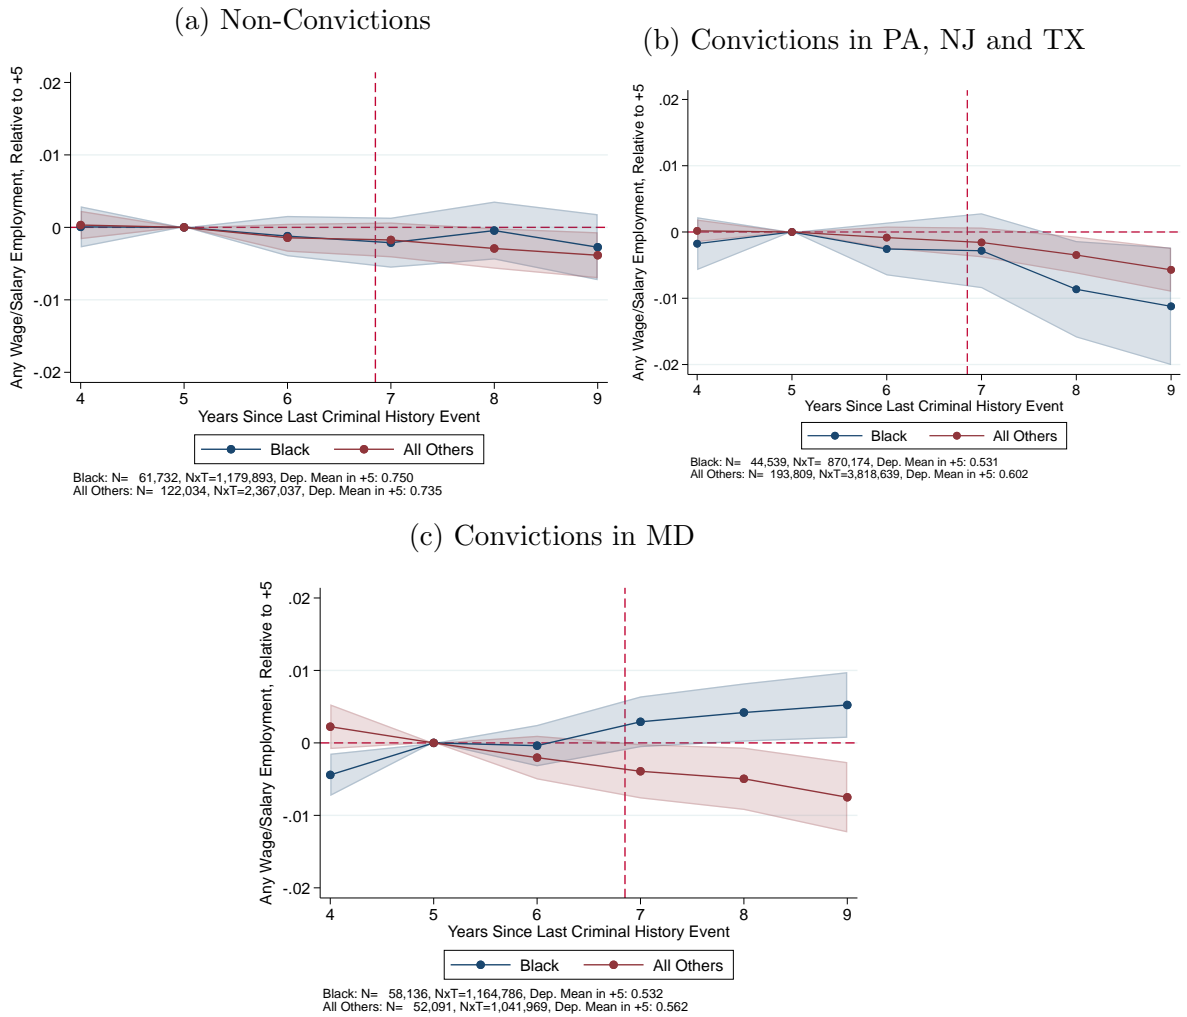 (a) Non-Convictions
Any Wage/Salary Employment, Relative to +5
.02
.01
0
-.01
-.02
4 5 6 7 8 9
Years Since Last Criminal History Event
Black All Others
Black: N= 61,732, NxT=1,179,893, Dep. Mean in +5: 0.750
All Others: N= 122,034, NxT=2,367,037, Dep. Mean in +5: 0.735
(b) Convictions in PA, NJ and TX
Any Wage/Salary Employment, Relative to +5
.02
.01
0
-.01
-.02
4 5 6 7 8 9
Years Since Last Criminal History Event
Black All Others
Black: N= 44,539, NxT= 870,174, Dep. Mean in +5: 0.531
All Others: N= 193,809, NxT=3,818,639, Dep. Mean in +5: 0.602
(c) Convictions in MD
Any Wage/Salary Employment, Relative to +5
.02
.01
0
-.01
-.02
4 5 6 7 8 9
Years Since Last Criminal History Event
Black All Others
Black: N= 58,136, NxT=1,164,786, Dep. Mean in +5: 0.532
All Others: N= 52,091, NxT=1,041,969, Dep. Mean in +5: 0.562